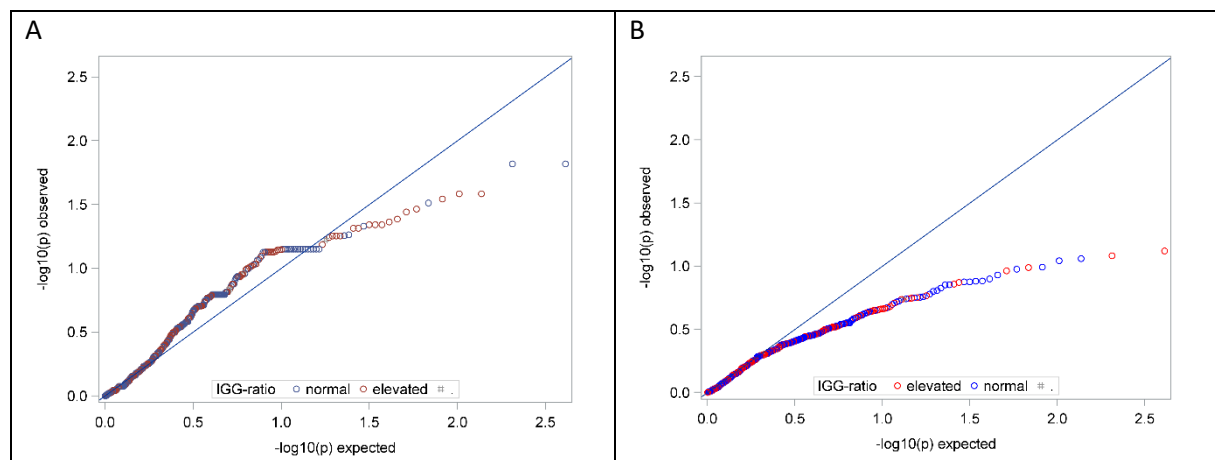 A
2.5
2.0
1.5
1.0
0.5
0.0
-log10(p) observed
IGG-ratio normal elevated .
0.0 0.5 1.0 1.5 2.0 2.5
-log10(p) expected
B
2.5
2.0
1.5
1.0
0.5
0.0
-log10(p) observed
IGG-ratio elevated normal .
0.0 0.5 1.0 1.5 2.0 2.5
-log10(p) expected